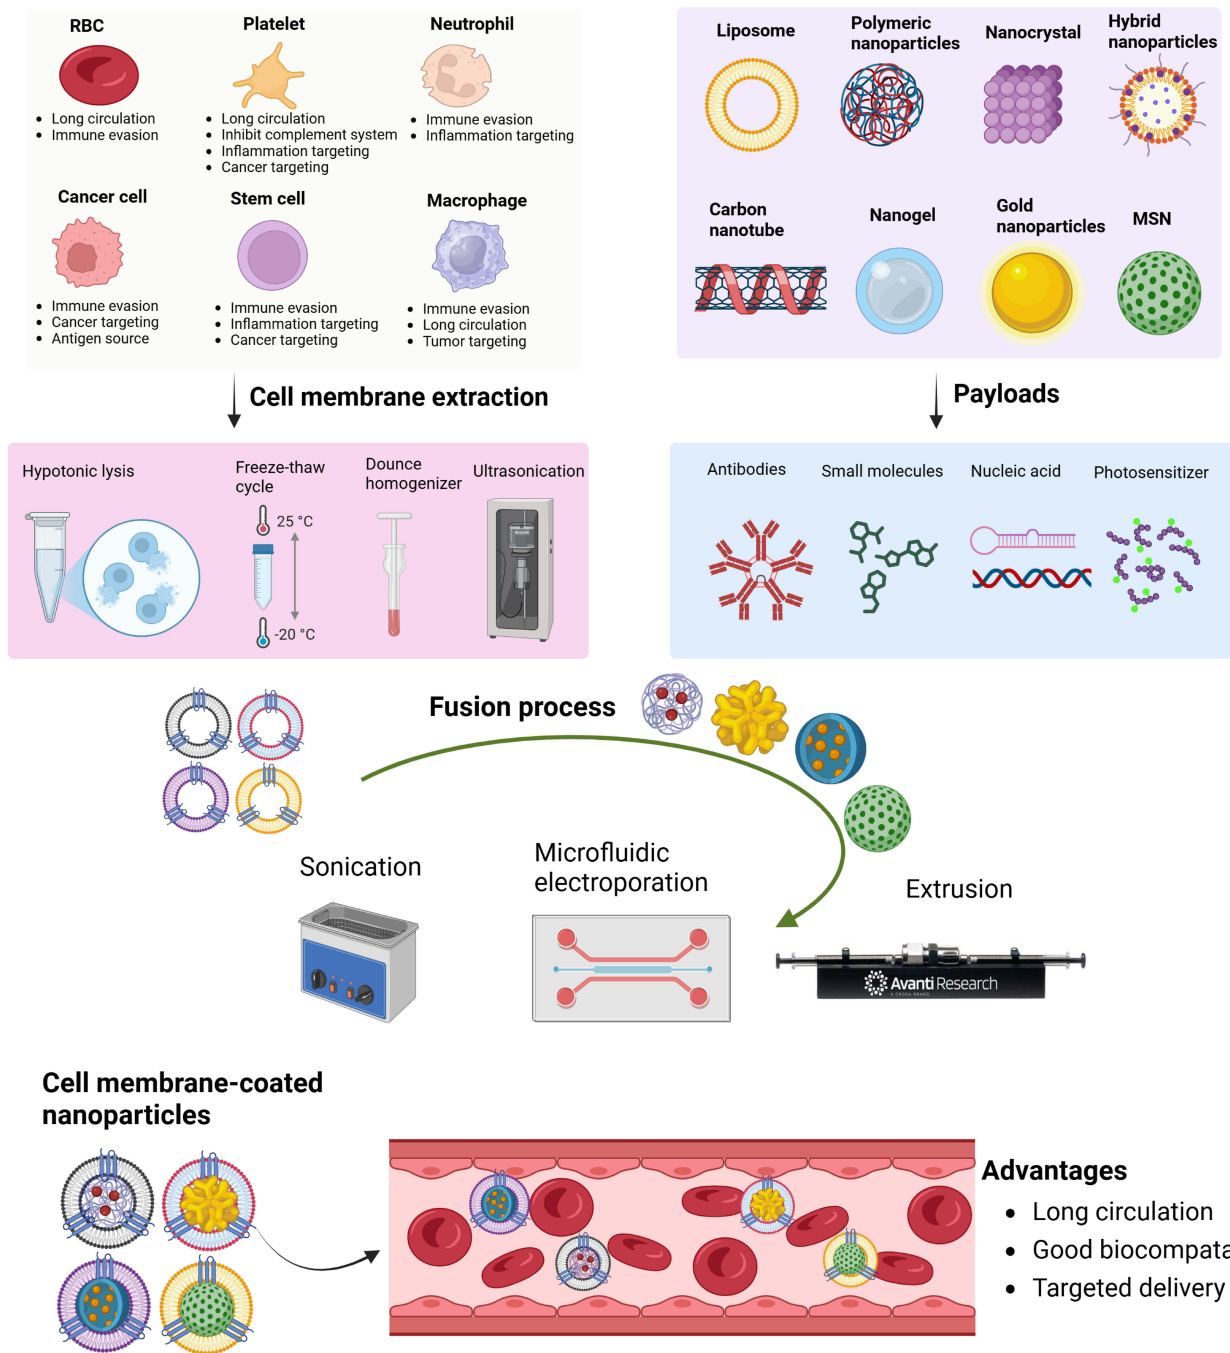 RBC
• Long circulation
• Immune evasion
Platelet
• Long circulation
• Inhibit complement system
• Inflammation targeting
• Cancer targeting
Neutrophil
• Immune evasion
• Inflammation targeting
Cancer cell
• Immune evasion
• Cancer targeting
• Antigen source
Stem cell
• Immune evasion
• Inflammation targeting
• Cancer targeting
Macrophage
• Immune evasion
• Long circulation
• Tumor targeting
Liposome
Polymeric
nanoparticles
Nanocrystal
Hybrid
nanoparticles
Carbon
nanotube
Nanogel
Gold
nanoparticles
MSN
Cell membrane extraction
Payloads
Hypotonic lysis
Freeze-thaw
cycle
25 °C
-20 °C
Dounce
homogenizer
Ultrasonication
Antibodies
Small molecules
Nucleic acid
Photosensitizer
Fusion process
Sonication
Microfluidic
electroporation
Extrusion
Avanti Research
A CRODA BRAND
Cell membrane-coated
nanoparticles
Advantages
• Long circulation
• Good biocompata
• Targeted delivery